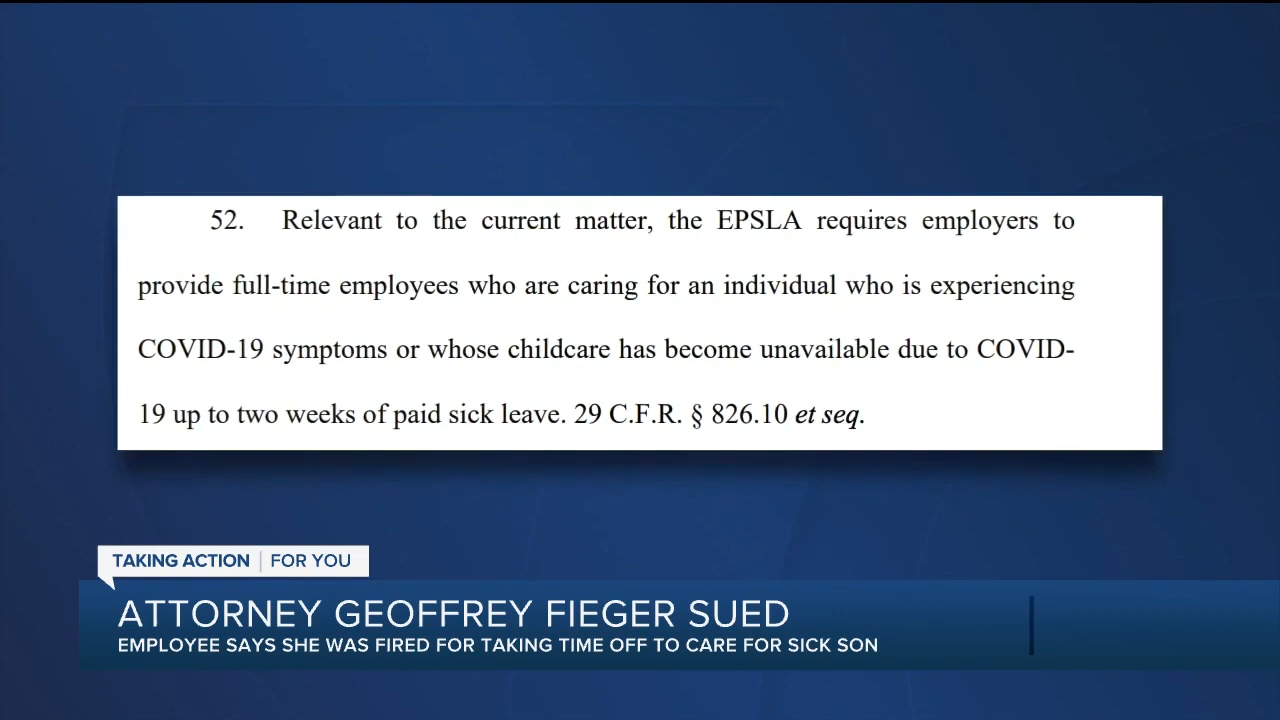 52. Relevant to the current matter, the EPSLA requires employers to
provide full-time employees who are caring for an individual who is experiencing
COVID-19 symptoms or whose childcare has become unavailable due to COVID-
19 up to two weeks of paid sick leave. 29 C.F.R. § 826.10 et seq.
TAKING ACTION | FOR YOU
ATTORNEY GEOFFREY FIEGER SUED
EMPLOYEE SAYS SHE WAS FIRED FOR TAKING TIME OFF TO CARE FOR SICK SON